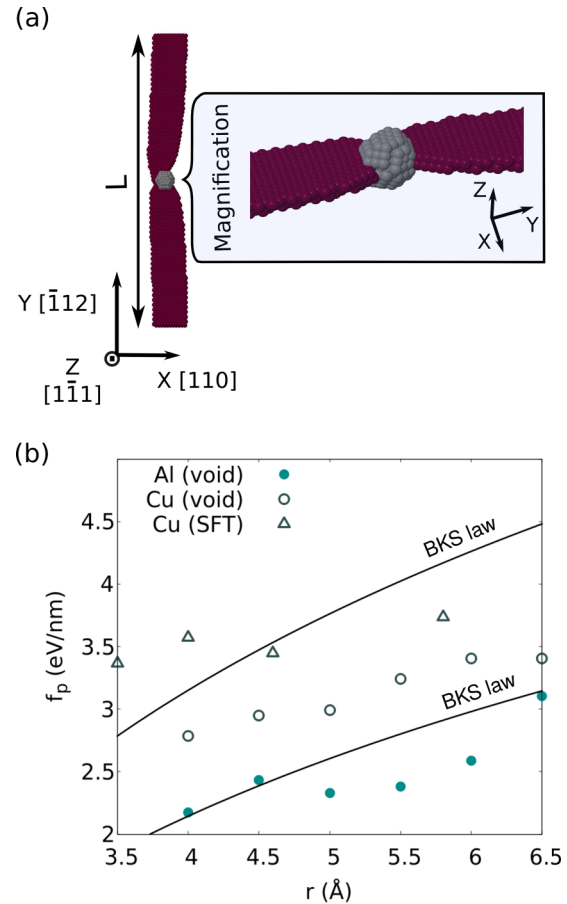 (a)
L
Magnification
Z
Y
X
Y [1̄12]
Z
[11̄1]
X [110]
(b)
Al (void)
Cu (void)
Cu (SFT)
BKS law
BKS law
4.5
4
3.5
3
2.5
2
fₚ (eV/nm)
3.5 4 4.5 5 5.5 6 6.5
r (Å)